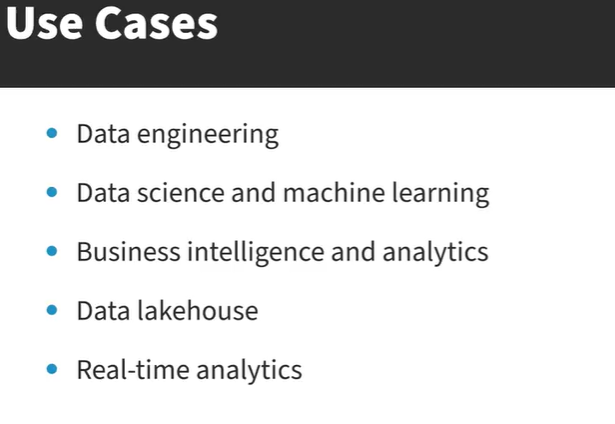 Use Cases
Data engineering
Data science and machine learning
Business intelligence and analytics
Data lakehouse
Real-time analytics